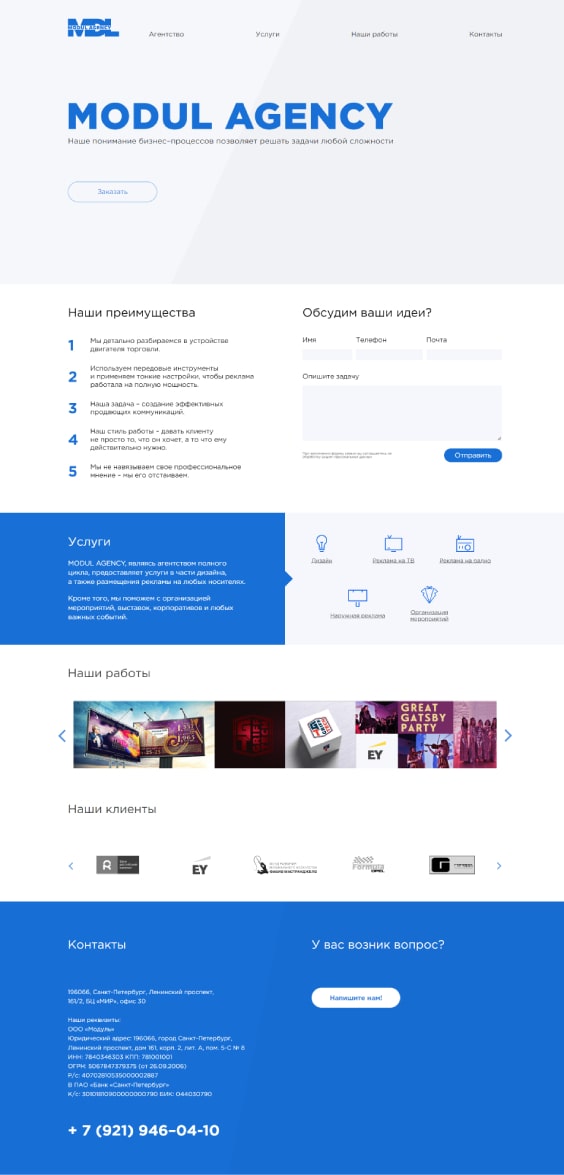 MDL
MODUL AGENCY
Агентство
Услуги
Наши работы
Контакты
MODUL AGENCY
Наше понимание бизнес–процессов позволяет решать задачи любой сложности
Заказать
Наши преимущества
1 Мы детально разбираемся в устройстве
двигателя торговли.
2 Используем передовые инструменты
и применяем тонкие настройки, чтобы реклама
работала на полную мощность.
3 Наша задача – создание эффективных
продающих коммуникаций.
4 Наш стиль работы – давать клиенту
не просто то, что он хочет, а то что ему
действительно нужно.
5 Мы не навязываем свое профессиональное
мнение – мы его отстаиваем.
Обсудим ваши идеи?
Имя
Телефон
Почта
Опишите задачу
Отправить
Услуги
MODUL AGENCY, являясь агентством полного
цикла, предоставляет услуги в части дизайна,
а также размещения рекламы на любых носителях.
Кроме того, мы поможем с организацией
мероприятий, выставок, корпоративов и любых
важных событий.
Дизайн
Реклама на ТВ
Реклама на радио
Наружная реклама
Организация
мероприятий
Наши работы
EY
GREAT
GATSBY
PARTY
Наши клиенты
EY
Formula
OPEL
Контакты
196066, Санкт-Петербург, Ленинский проспект,
161/2, БЦ «МИР», офис 30
Наши реквизиты:
ООО «Модуль»
Юридический адрес: 196066, город Санкт-Петербург,
Ленинский проспект, дом 161, корп. 2, лит. А, пом. 5-С № 8
ИНН: 7840346303 КПП: 781001001
ОГРН: 5067847379375 (от 26.09.2006)
Р/с: 40702810535000002887
В ПАО «Банк «Санкт-Петербург»
К/с: 30101810900000000790 БИК: 044030790
+ 7 (921) 946–04-10
У вас возник вопрос?
Напишите нам!